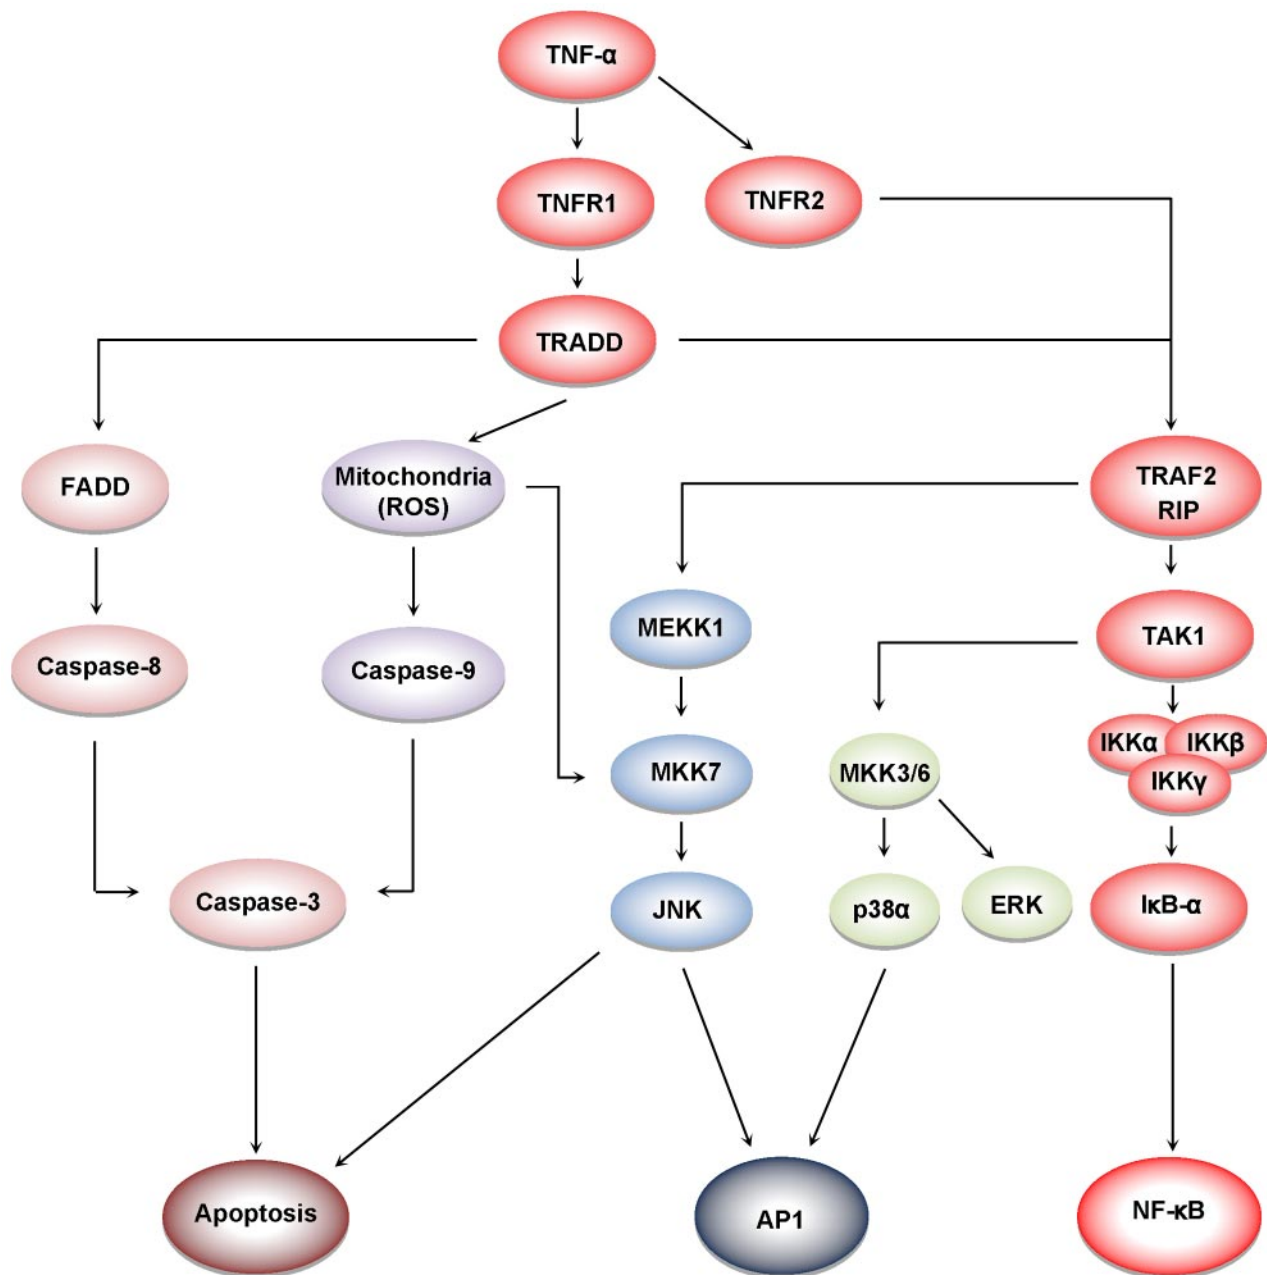 TNF-α
TNFR1
TNFR2
TRADD
FADD
Mitochondria
(ROS)
TRAF2
RIP
MEKK1
TAK1
Caspase-8
Caspase-9
IKKα
IKKβ
IKKγ
MKK7
MKK3/6
Caspase-3
JNK
p38α
ERK
IκB-α
Apoptosis
AP1
NF-κB